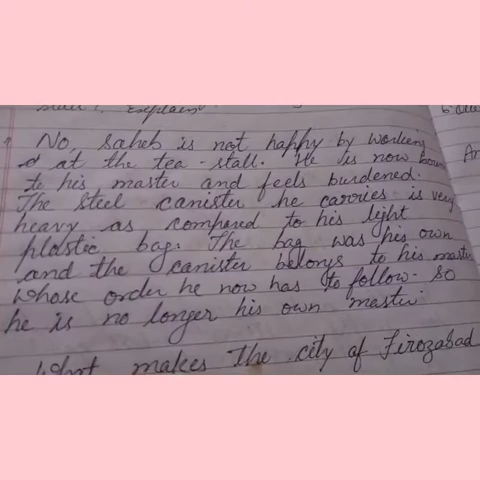 Explain
No, Saheb is not happy by working
at the tea-stall. He is now
to his master and feels burdened.
The steel canister he carries is very
heavy as compared to his light
plastic bag. The bag was his own
and the canister belongs to his master
whose order he now has to follow. So
he is no longer his own master
What makes the city of Firozabad